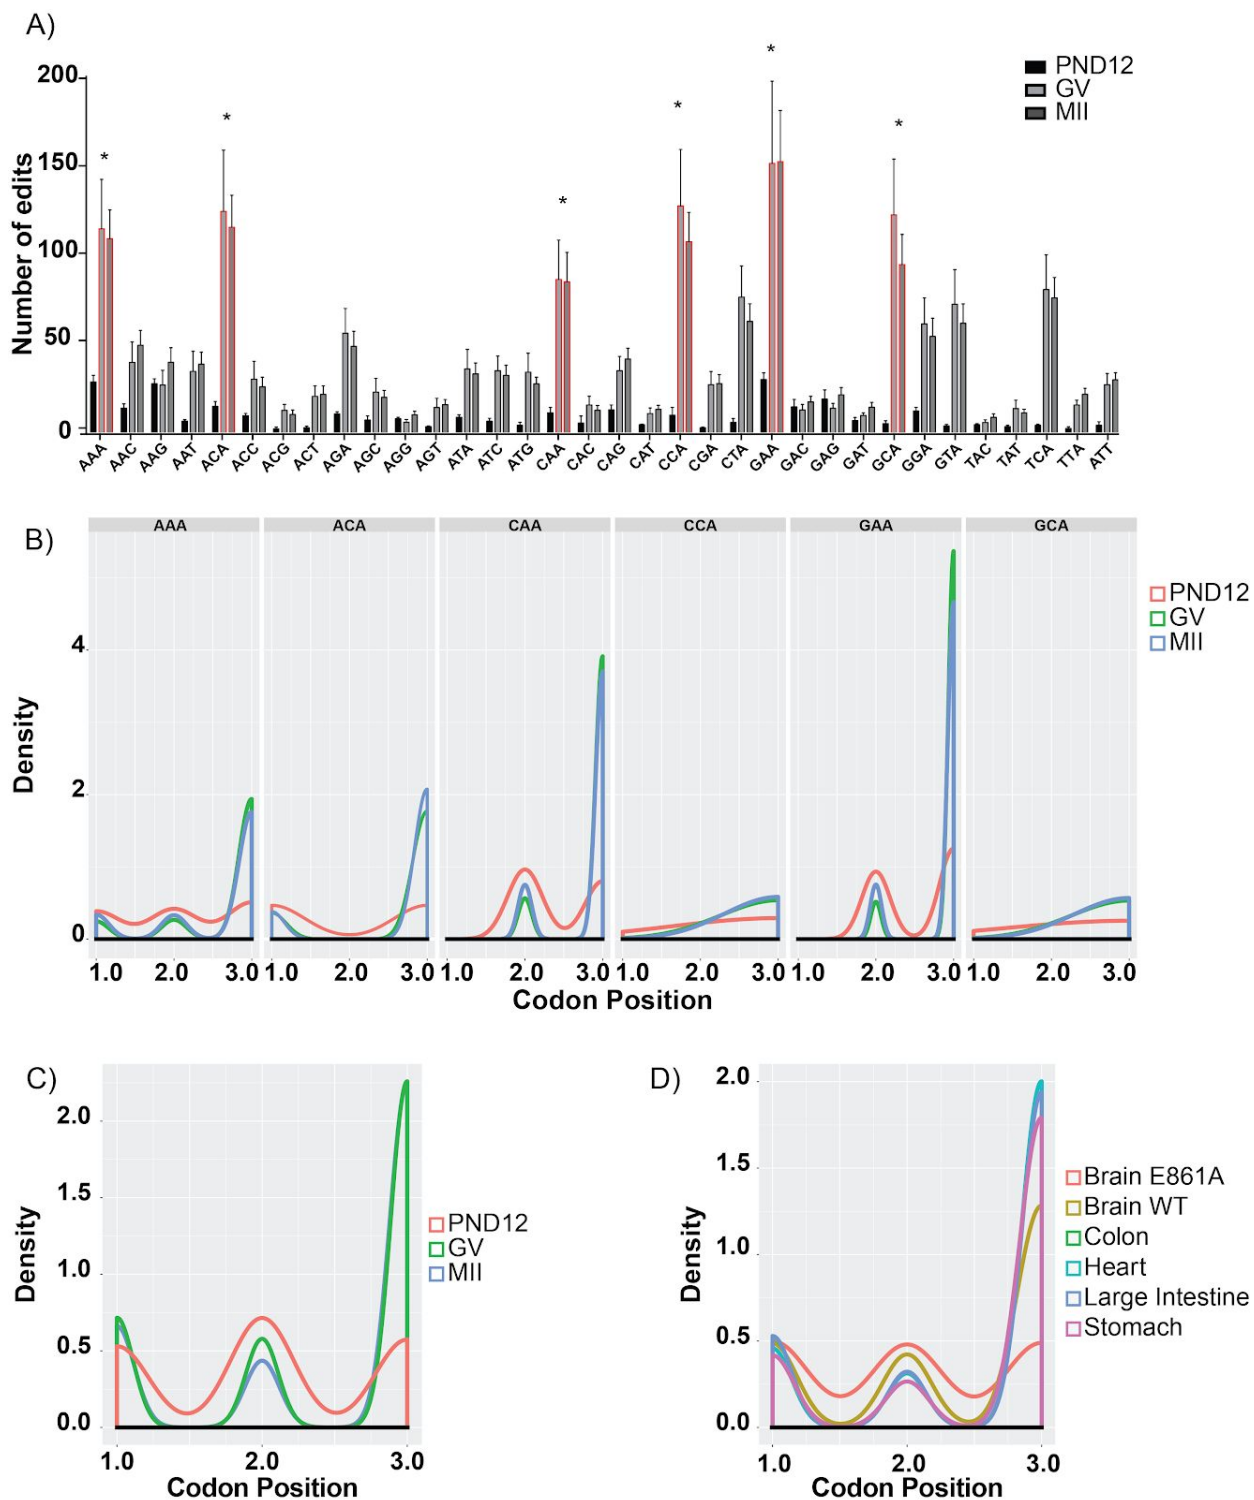 A)
200
150
100
50
0
Number of edits
*
*
*
*
*
*
PND12
GV
MII
AAA
AAC
AAG
AAT
ACA
ACC
ACG
ACT
AGA
AGC
AGG
AGT
ATA
ATC
ATG
CAA
CAC
CAG
CAT
CCA
CGA
CTA
GAA
GAC
GAG
GAT
GCA
GGA
GTA
TAC
TAT
TCA
TTA
ATT
B)
AAA ACA CAA CCA GAA GCA
4
2
0
Density
1.0 2.0 3.0 1.0 2.0 3.0 1.0 2.0 3.0 1.0 2.0 3.0 1.0 2.0 3.0 1.0 2.0 3.0
Codon Position
PND12
GV
MII
C)
2.0
1.5
1.0
0.5
0.0
Density
1.0 2.0 3.0
Codon Position
PND12
GV
MII
D)
2.0
1.5
1.0
0.5
0.0
Density
1.0 2.0 3.0
Codon Position
Brain E861A
Brain WT
Colon
Heart
Large Intestine
Stomach